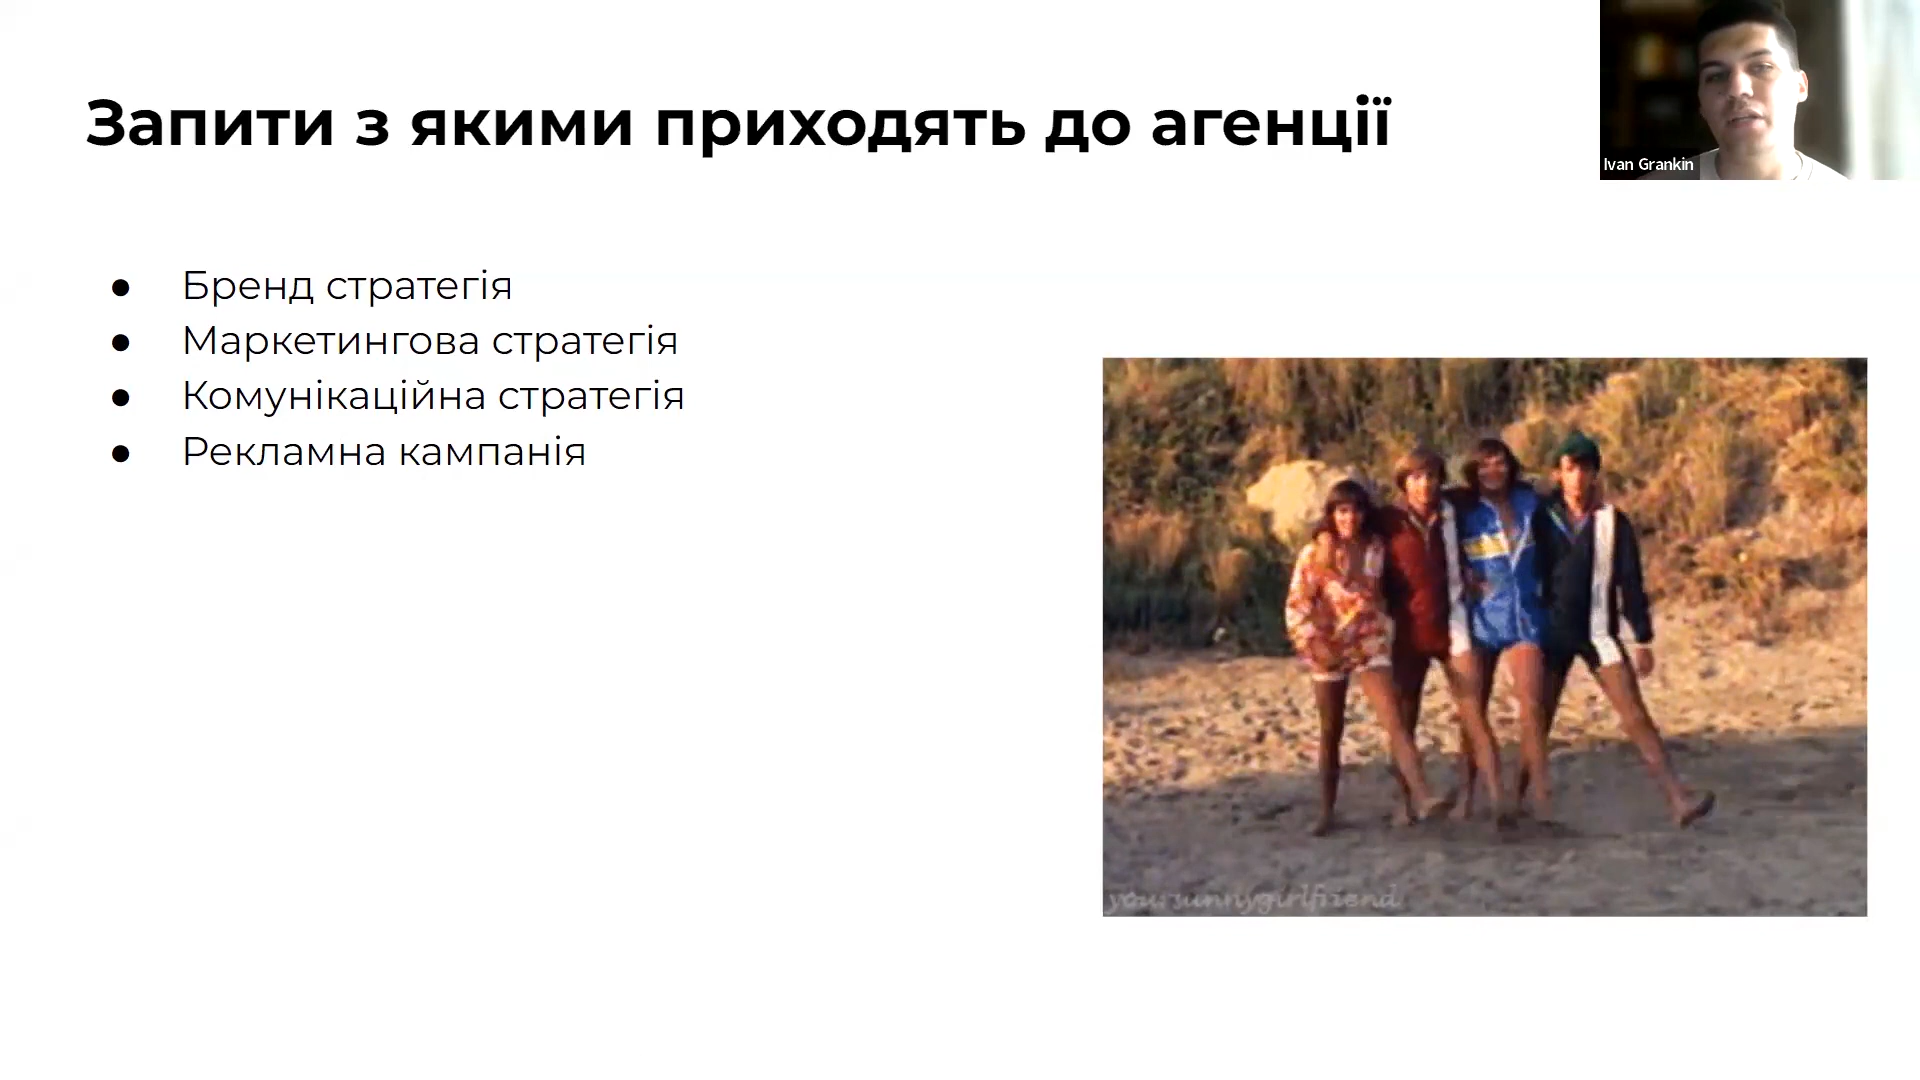 Запити з якими приходять до агенції
Ivan Grankin
● Бренд стратегія
● Маркетингова стратегія
● Комунікаційна стратегія
● Рекламна кампанія
yoursunnygirlfriend